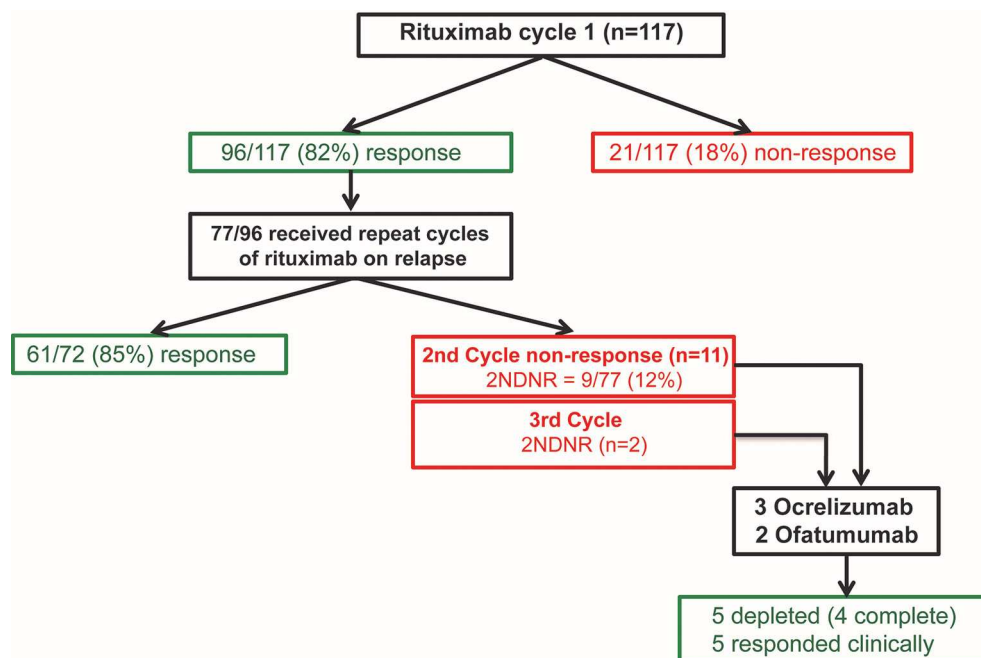 Rituximab cycle 1 (n=117)
96/117 (82%) response
21/117 (18%) non-response
77/96 received repeat cycles
of rituximab on relapse
61/72 (85%) response
2nd Cycle non-response (n=11)
2NDNR = 9/77 (12%)
3rd Cycle
2NDNR (n=2)
3 Ocrelizumab
2 Ofatumumab
5 depleted (4 complete)
5 responded clinically